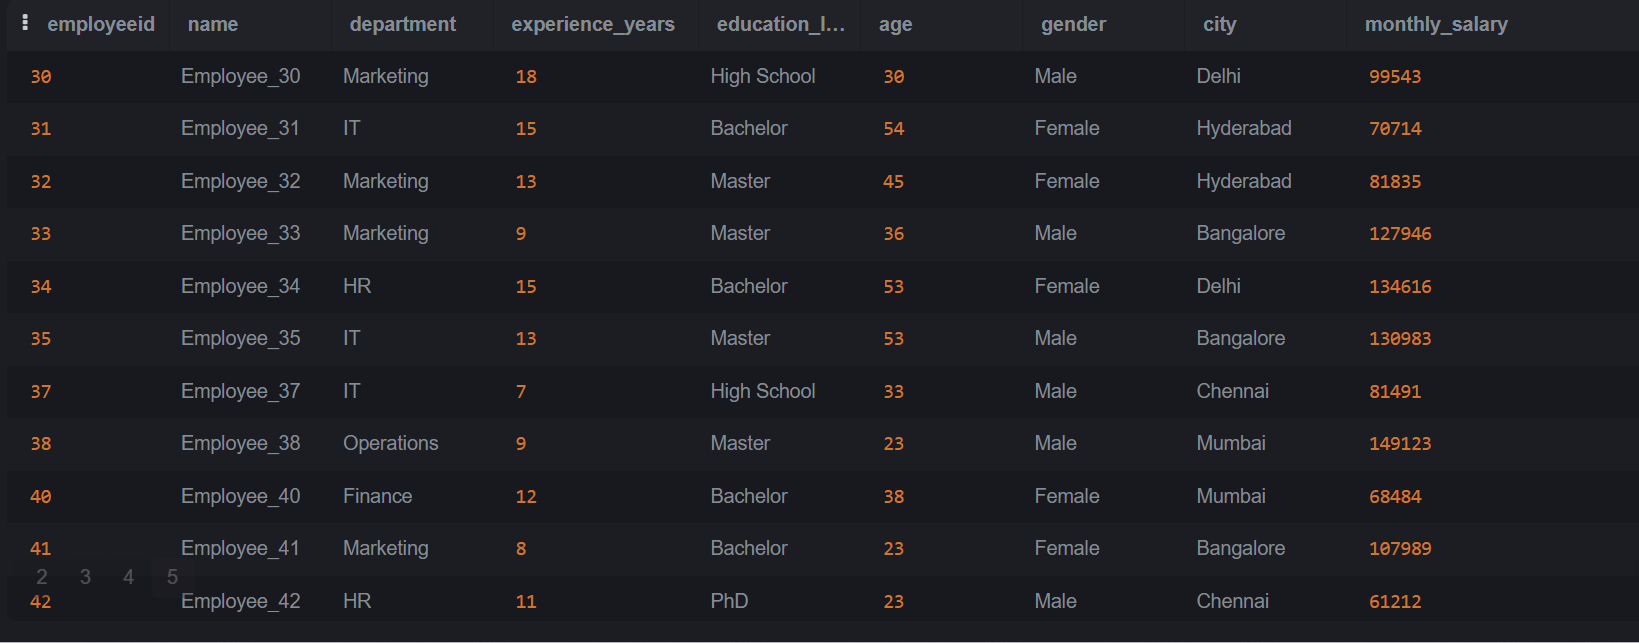 employeeid name department experience_years education_l... age gender city monthly_salary
30 Employee_30 Marketing 18 High School 30 Male Delhi 99543
31 Employee_31 IT 15 Bachelor 54 Female Hyderabad 70714
32 Employee_32 Marketing 13 Master 45 Female Hyderabad 81835
33 Employee_33 Marketing 9 Master 36 Male Bangalore 127946
34 Employee_34 HR 15 Bachelor 53 Female Delhi 134616
35 Employee_35 IT 13 Master 53 Male Bangalore 130983
37 Employee_37 IT 7 High School 33 Male Chennai 81491
38 Employee_38 Operations 9 Master 23 Male Mumbai 149123
40 Employee_40 Finance 12 Bachelor 38 Female Mumbai 68484
41 Employee_41 Marketing 8 Bachelor 23 Female Bangalore 107989
2 3 4 5
42 Employee_42 HR 11 PhD 23 Male Chennai 61212